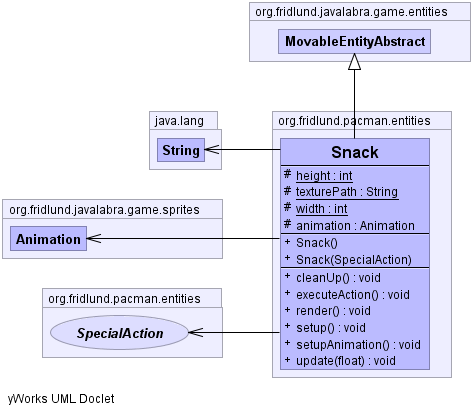 org.fridlund.javalabra.game.entities
MovableEntityAbstract
java.lang
String
org.fridlund.pacman.entities
Snack
# height : int
# texturePath : String
# width : int
# animation : Animation
+ Snack()
+ Snack(SpecialAction)
+ cleanUp() : void
+ executeAction() : void
+ render() : void
+ setup() : void
+ setupAnimation() : void
+ update(float) : void
org.fridlund.javalabra.game.sprites
Animation
org.fridlund.pacman.entities
SpecialAction
yWorks UML Doclet